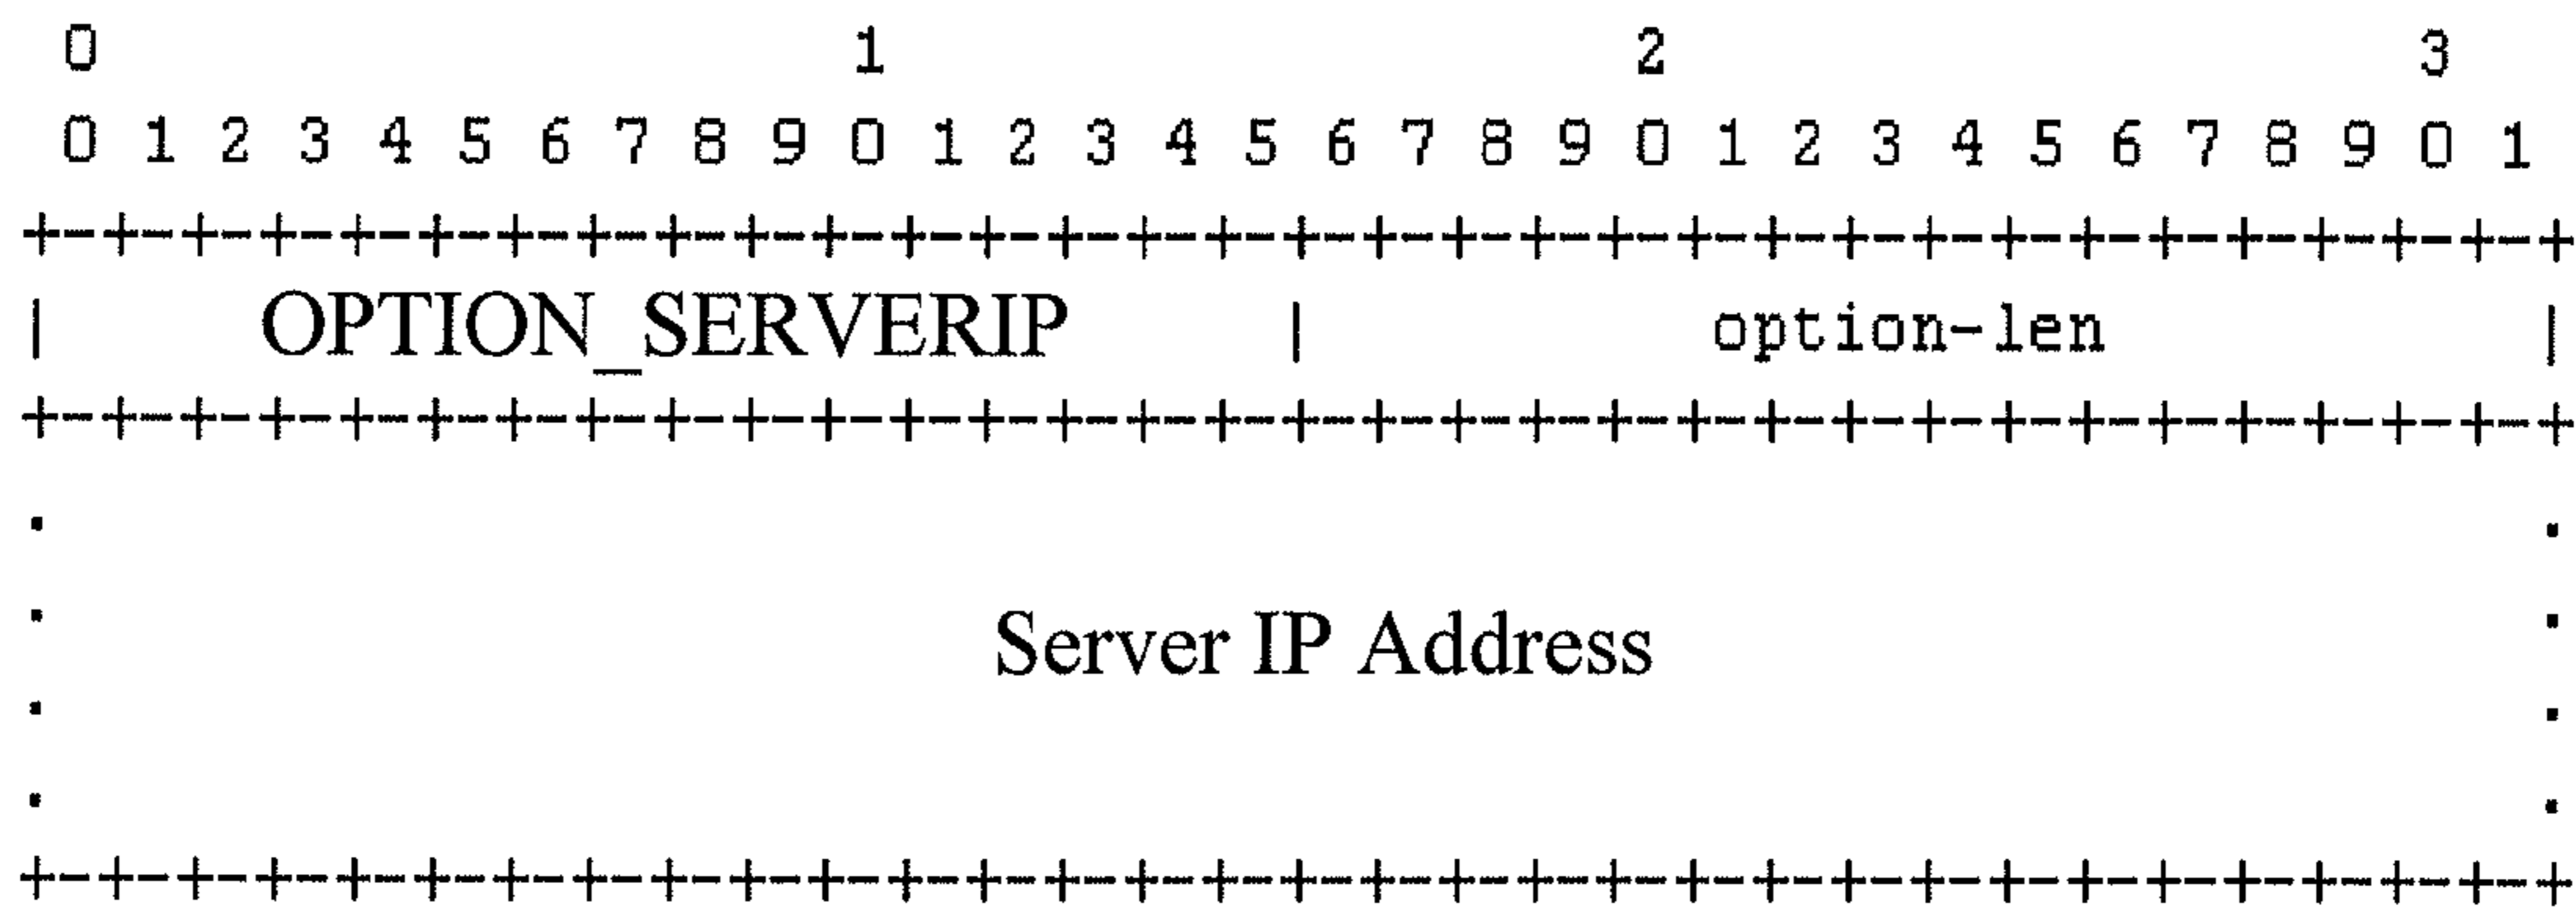 0                   1                   2                   3
0 1 2 3 4 5 6 7 8 9 0 1 2 3 4 5 6 7 8 9 0 1 2 3 4 5 6 7 8 9 0 1
+-+-+-+-+-+-+-+-+-+-+-+-+-+-+-+-+-+-+-+-+-+-+-+-+-+-+-+-+-+-+-+-+
| OPTION_SERVERIP | option-len |
+-+-+-+-+-+-+-+-+-+-+-+-+-+-+-+-+-+-+-+-+-+-+-+-+-+-+-+-+-+-+-+-+
. .
. Server IP Address .
. .
. .
+-+-+-+-+-+-+-+-+-+-+-+-+-+-+-+-+-+-+-+-+-+-+-+-+-+-+-+-+-+-+-+-+